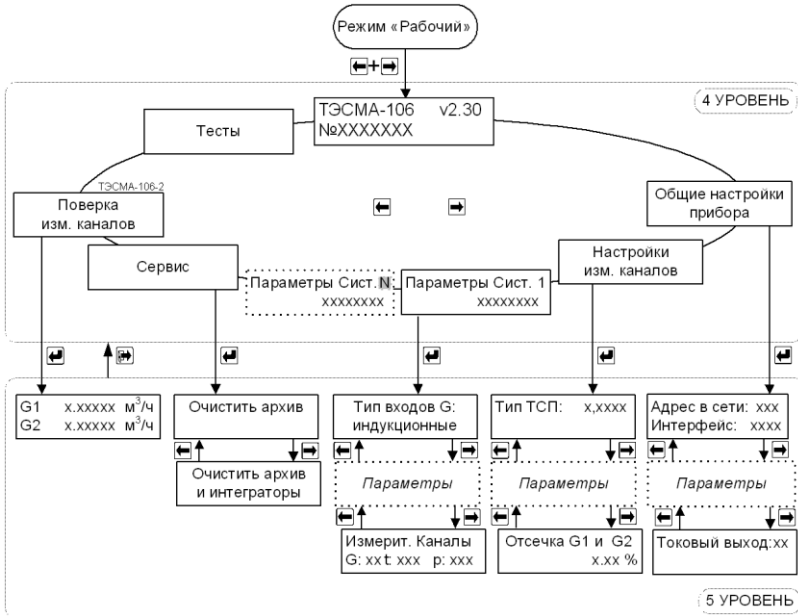 Режим «Рабочий»
4 УРОВЕНЬ
ТЭСМА-106 v2.30
№XXXXXXX
Тесты
ТЭСМА-106-2
Поверка
изм. каналов
Общие настройки
прибора
Сервис
Настройки
изм. каналов
Параметры Сист.N
xxxxxxxx
Параметры Сист. 1
xxxxxxxx
G1 x.xxxxx м³/ч
G2 x.xxxxx м³/ч
Очистить архив
Тип входов G:
индукционные
Тип ТСП: x,xxxx
Адрес в сети: xxx
Интерфейс: xxxx
Очистить архив
и интеграторы
Параметры
Параметры
Параметры
Измерит. Каналы
G: xxt xxx p: xxx
Отсечка G1 и G2
x.xx %
Токовый выход:xx
5 УРОВЕНЬ